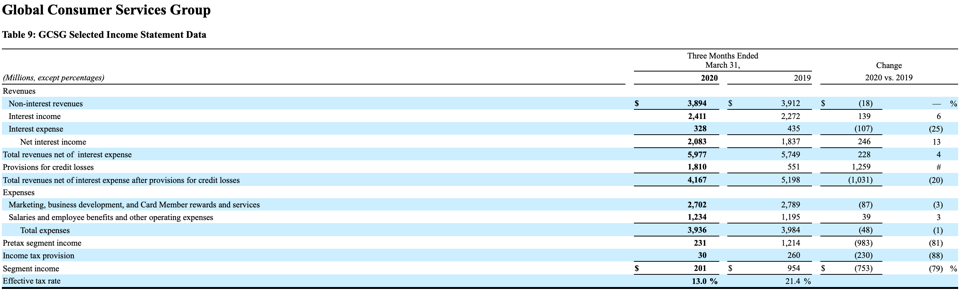 Global Consumer Services Group
Table 9: GCSG Selected Income Statement Data
Three Months Ended
March 31, Change
(Millions, except percentages) 2020 2019 2020 vs. 2019
Revenues
Non-interest revenues $ 3,894 $ 3,912 $ (18) — %
Interest income 2,411 2,272 139 6
Interest expense 328 435 (107) (25)
Net interest income 2,083 1,837 246 13
Total revenues net of interest expense 5,977 5,749 228 4
Provisions for credit losses 1,810 551 1,259 #
Total revenues net of interest expense after provisions for credit losses 4,167 5,198 (1,031) (20)
Expenses
Marketing, business development, and Card Member rewards and services 2,702 2,789 (87) (3)
Salaries and employee benefits and other operating expenses 1,234 1,195 39 3
Total expenses 3,936 3,984 (48) (1)
Pretax segment income 231 1,214 (983) (81)
Income tax provision 30 260 (230) (88)
Segment income $ 201 $ 954 $ (753) (79) %
Effective tax rate 13.0 % 21.4 %